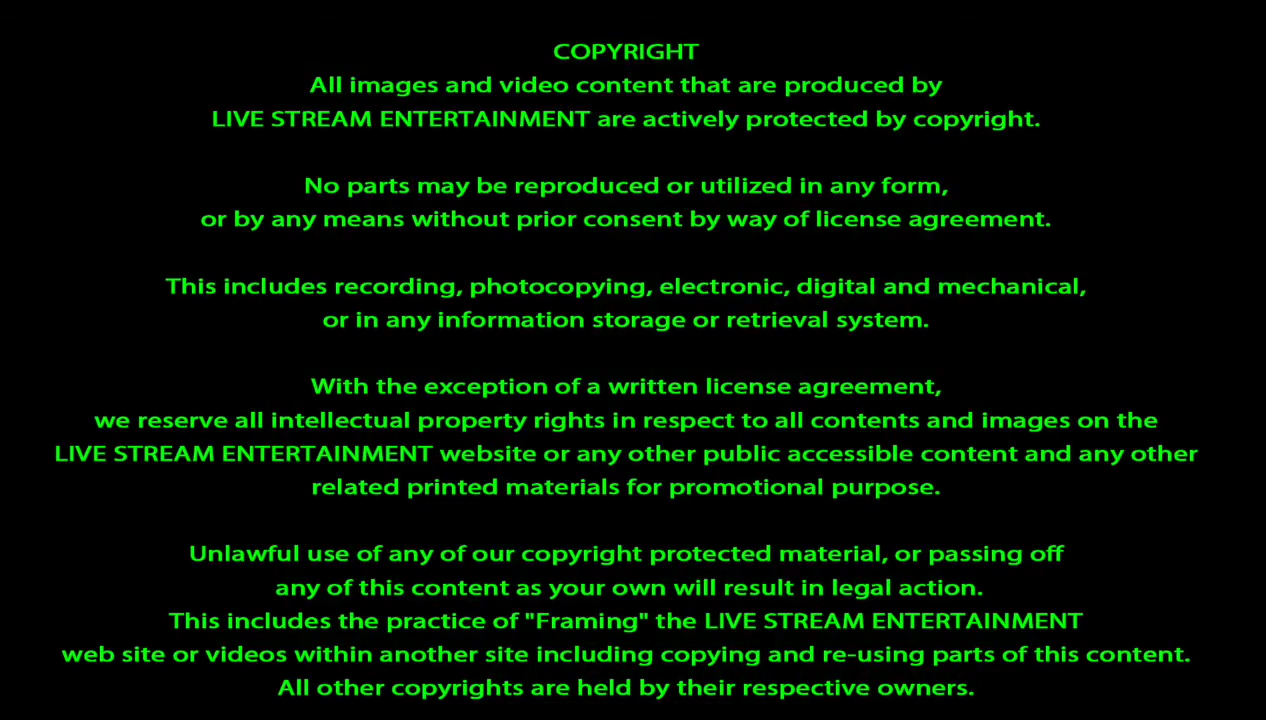 COPYRIGHT
All images and video content that are produced by
LIVE STREAM ENTERTAINMENT are actively protected by copyright.
No parts may be reproduced or utilized in any form,
or by any means without prior consent by way of license agreement.
This includes recording, photocopying, electronic, digital and mechanical,
or in any information storage or retrieval system.
With the exception of a written license agreement,
we reserve all intellectual property rights in respect to all contents and images on the
LIVE STREAM ENTERTAINMENT website or any other public accessible content and any other
related printed materials for promotional purpose.
Unlawful use of any of our copyright protected material, or passing off
any of this content as your own will result in legal action.
This includes the practice of "Framing" the LIVE STREAM ENTERTAINMENT
web site or videos within another site including copying and re-using parts of this content.
All other copyrights are held by their respective owners.